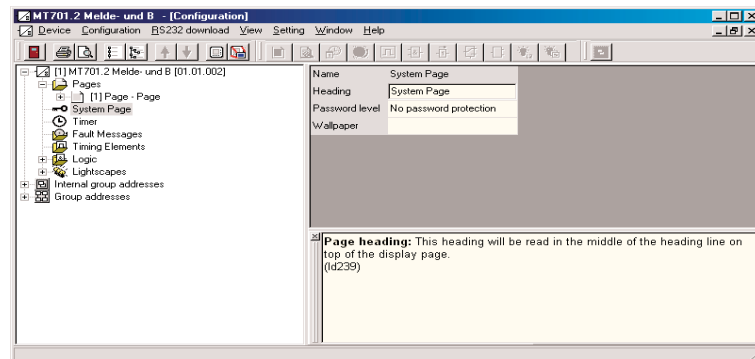 MT701.2 Melde- und B - [Configuration]
Device Configuration RS232 download View Setting Window Help
[1] MT701.2 Melde- und B [01.01.002]
Pages
[1] Page - Page
System Page
Timer
Fault Messages
Timing Elements
Logic
Lightscapes
Internal group addresses
Group addresses
Name System Page
Heading System Page
Password level No password protection
Wallpaper
Page heading: This heading will be read in the middle of the heading line on
top of the display page.
(Id239)